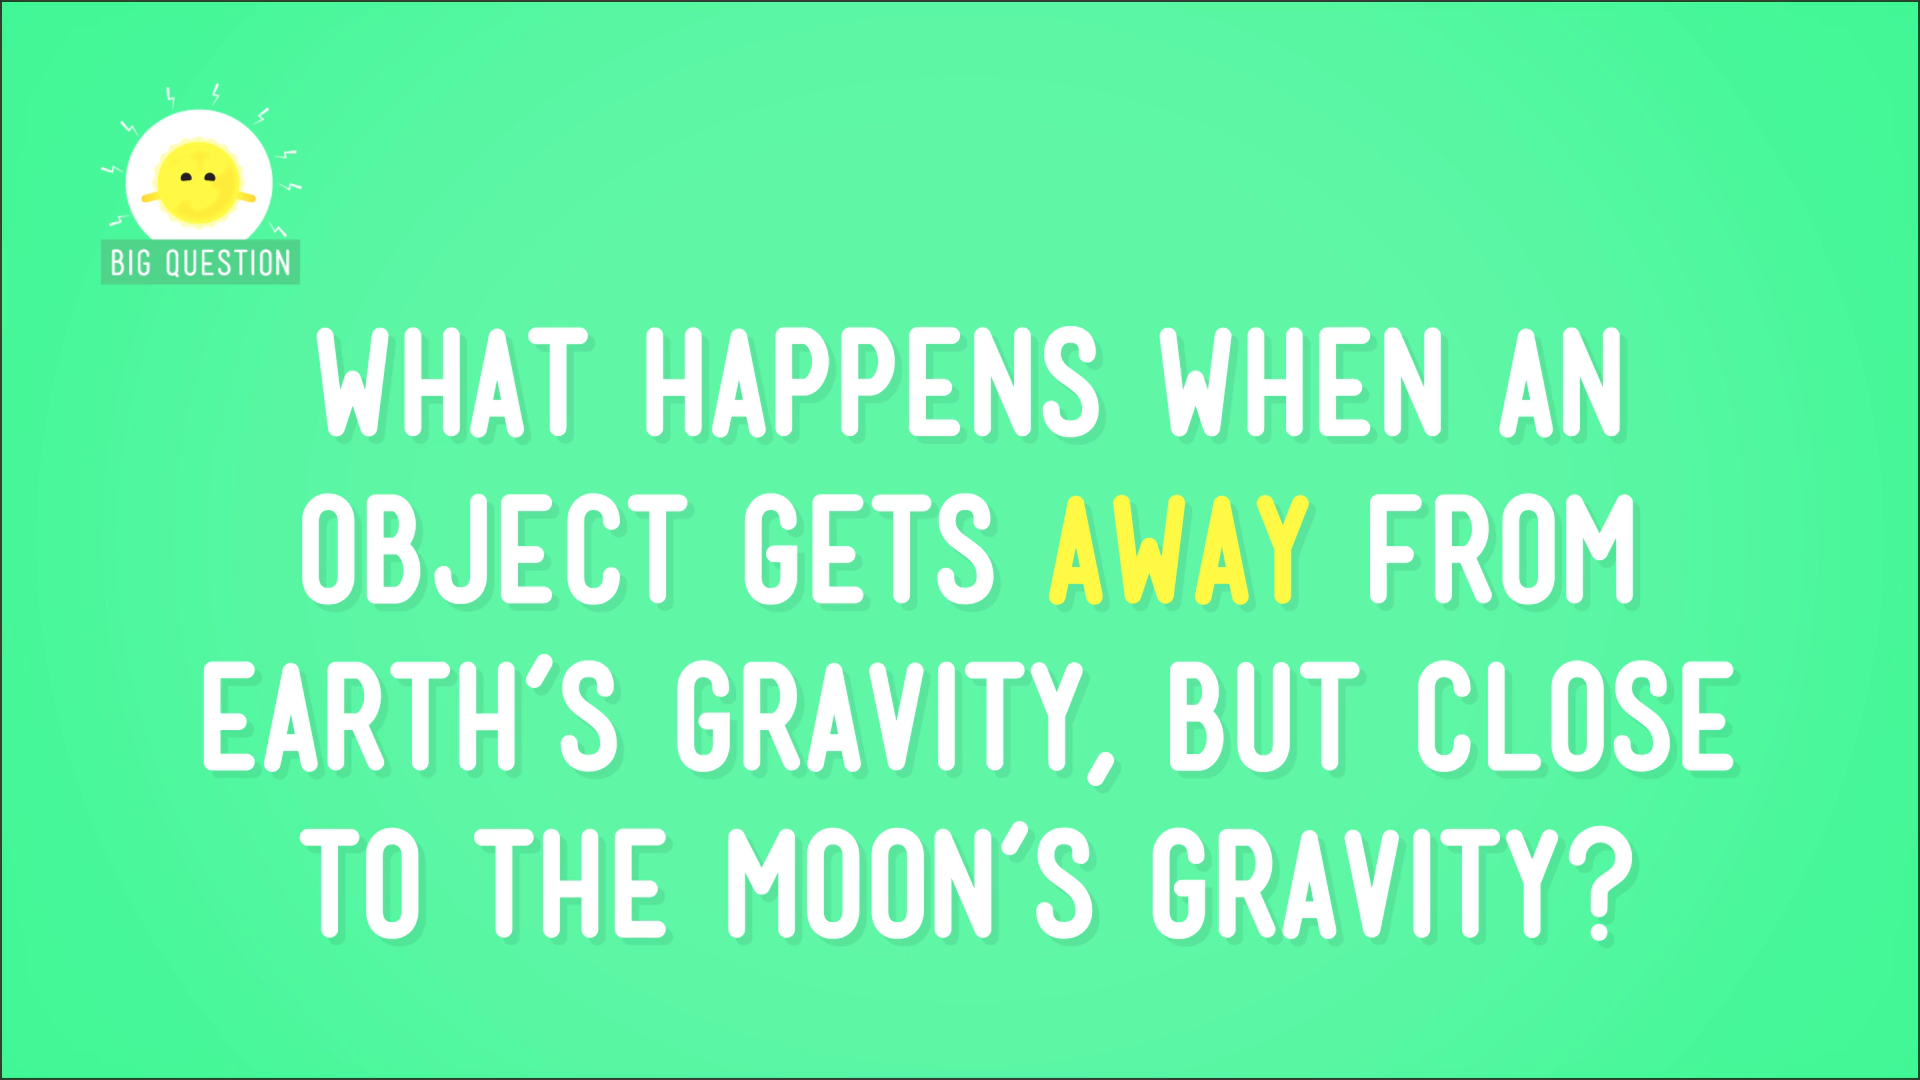 BIG QUESTION
WHAT HAPPENS WHEN AN
OBJECT GETS AWAY FROM
EARTH'S GRAVITY, BUT CLOSE
TO THE MOON'S GRAVITY?